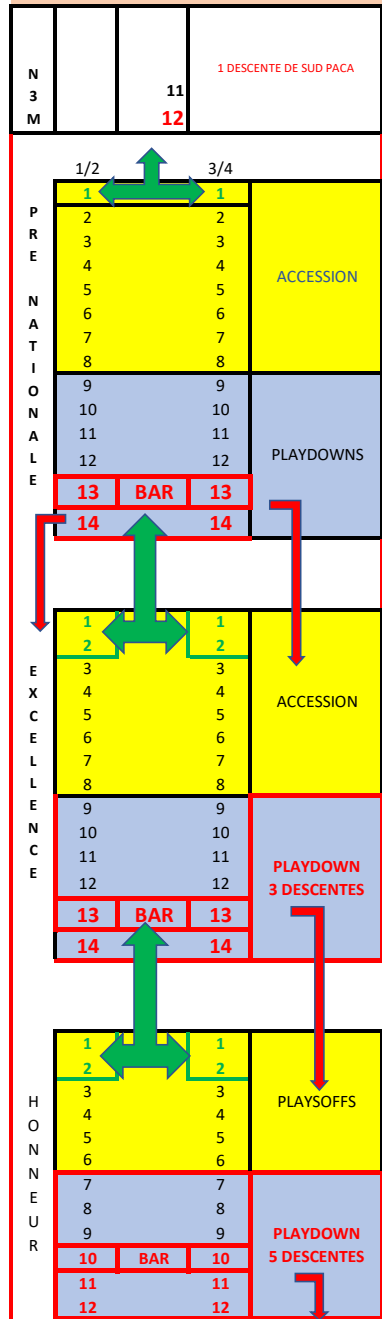 N3M
1 DESCENTE DE SUD PACA
11
12
1/2 3/4
PRE NATIONALE
1 1
2 2
3 3
4 4
5 5
6 6
7 7
8 8
ACCESSION
9 9
10 10
11 11
12 12
PLAYDOWNS
13 BAR 13
14 14
EXCELLENCE
1 1
2 2
3 3
4 4
5 5
6 6
7 7
8 8
ACCESSION
9 9
10 10
11 11
12 12
PLAYDOWN
3 DESCENTES
13 BAR 13
14 14
HONNEUR
1 1
2 2
3 3
4 4
5 5
6 6
PLAYSOFFS
7 7
8 8
9 9
PLAYDOWN
5 DESCENTES
10 BAR 10
11 11
12 12